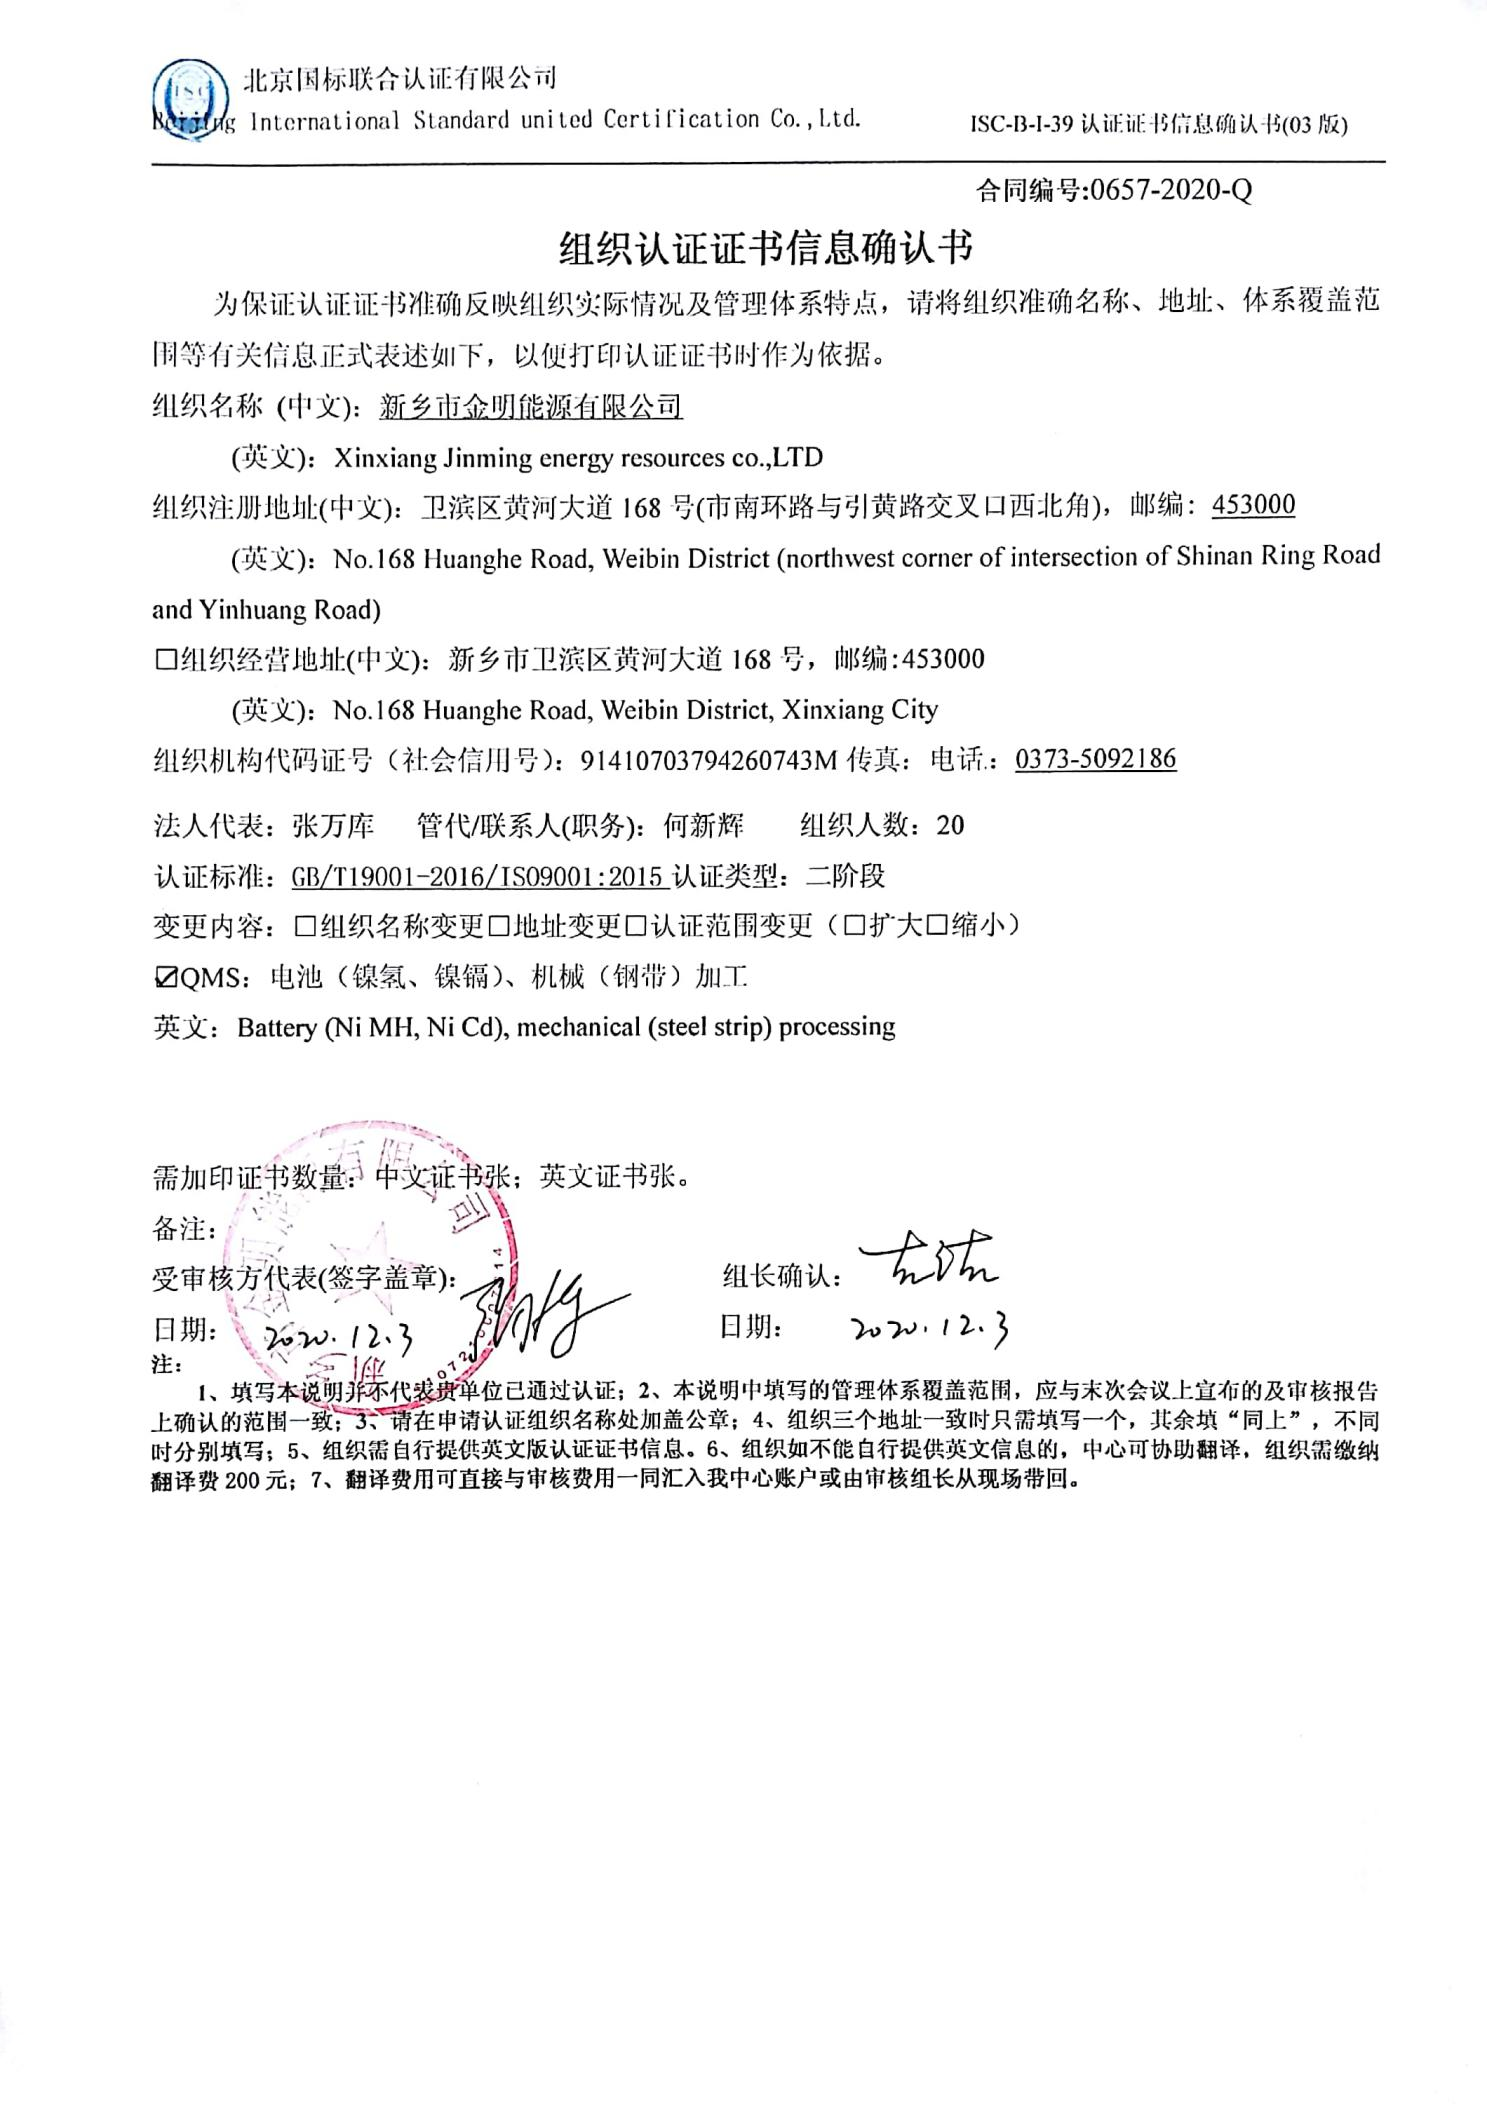 北京国标联合认证有限公司
Beijing International Standard united Certification Co.,Ltd.
ISC-B-I-39 认证证书信息确认书(03 版)
合同编号:0657-2020-Q
组织认证证书信息确认书
为保证认证证书准确反映组织实际情况及管理体系特点，请将组织准确名称、地址、体系覆盖范
围等有关信息正式表述如下，以便打印认证证书时作为依据。
组织名称 (中文)：新乡市金明能源有限公司
(英文)：Xinxiang Jinming energy resources co.,LTD
组织注册地址(中文)：卫滨区黄河大道 168 号(市南环路与引黄路交叉口西北角)，邮编：453000
(英文)：No.168 Huanghe Road, Weibin District (northwest corner of intersection of Shinan Ring Road
and Yinhuang Road)
☐组织经营地址(中文)：新乡市卫滨区黄河大道 168 号，邮编:453000
(英文)：No.168 Huanghe Road, Weibin District, Xinxiang City
组织机构代码证号（社会信用号）：91410703794260743M 传真：电话.：0373-5092186
法人代表：张万库 管代/联系人(职务)：何新辉 组织人数：20
认证标准：GB/T19001-2016/ISO9001:2015 认证类型：二阶段
变更内容：☐组织名称变更☐地址变更☐认证范围变更（☐扩大☐缩小）
☑QMS：电池（镍氢、镍镉）、机械（钢带）加工
英文：Battery (Ni MH, Ni Cd), mechanical (steel strip) processing
需加印证书数量：中文证书张；英文证书张。
备注：
受审核方代表(签字盖章)：
组长确认：
日期： 2020.12.3
日期： 2020.12.3
注：
1、填写本说明并不代表贵单位已通过认证；2、本说明中填写的管理体系覆盖范围，应与末次会议上宣布的及审核报告
上确认的范围一致；3、请在申请认证组织名称处加盖公章；4、组织三个地址一致时只需填写一个，其余填“同上”，不同
时分别填写；5、组织需自行提供英文版认证证书信息。6、组织如不能自行提供英文信息的，中心可协助翻译，组织需缴纳
翻译费 200 元；7、翻译费用可直接与审核费用一同汇入我中心账户或由审核组长从现场带回。